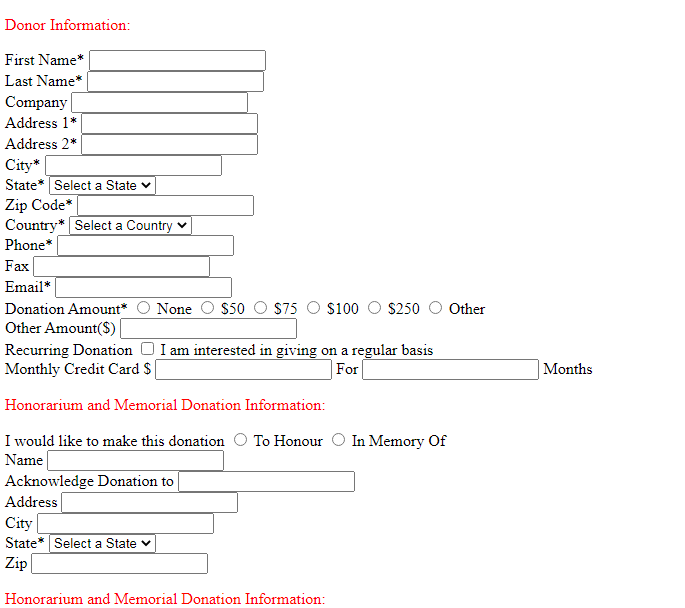 Donor Information:
First Name*
Last Name*
Company
Address 1*
Address 2*
City*
State* Select a State
Zip Code*
Country* Select a Country
Phone*
Fax
Email*
Donation Amount* None $50 $75 $100 $250 Other
Other Amount($)
Recurring Donation I am interested in giving on a regular basis
Monthly Credit Card $ For Months
Honorarium and Memorial Donation Information:
I would like to make this donation To Honour In Memory Of
Name
Acknowledge Donation to
Address
City
State* Select a State
Zip
Honorarium and Memorial Donation Information: